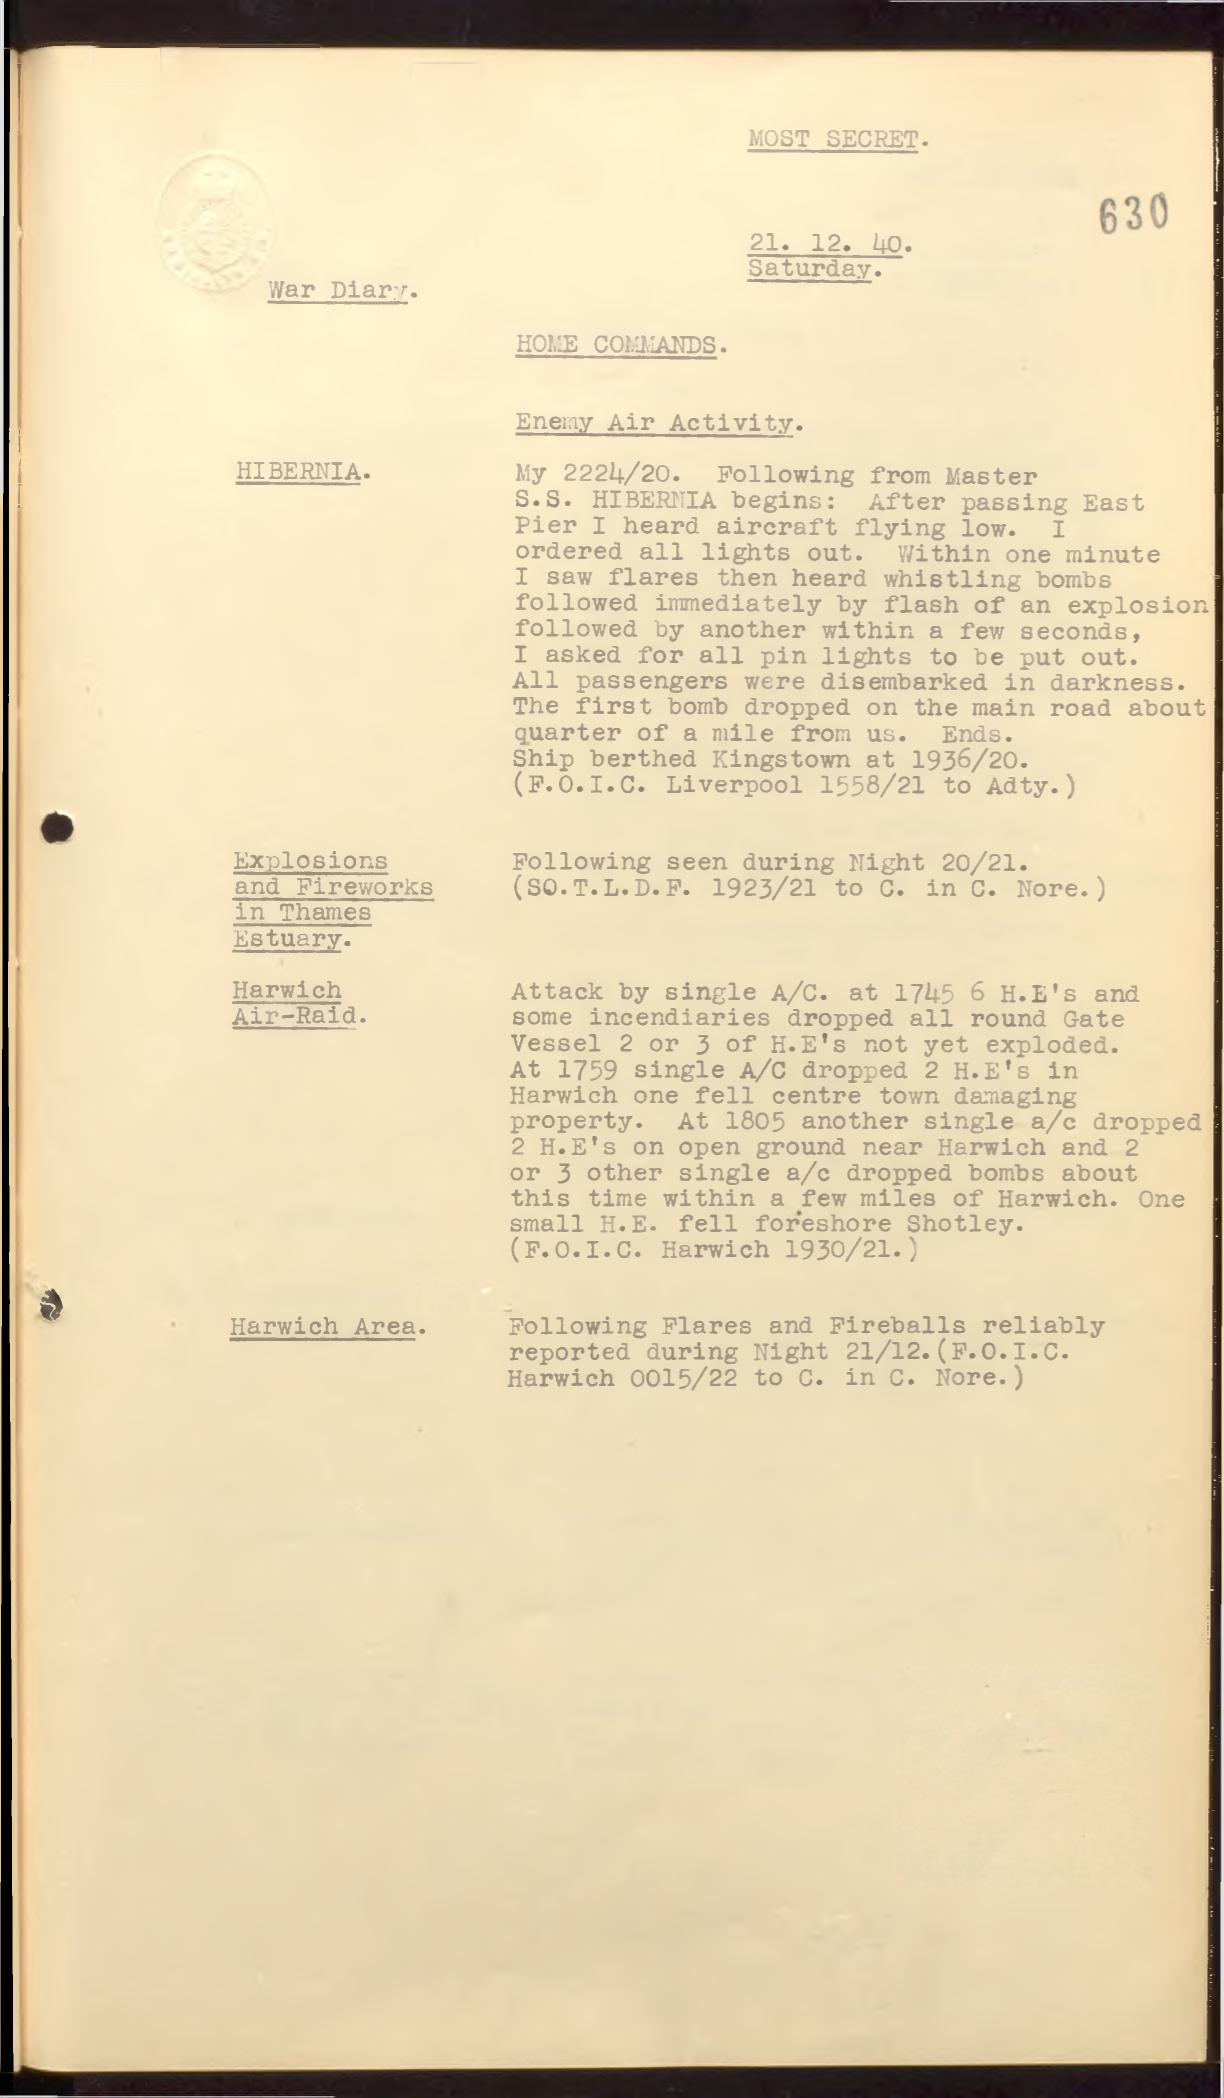 MOST SECRET.
630
21. 12. 40.
Saturday.
War Diary.
HOME COMMANDS.
Enemy Air Activity.
HIBERNIA.
My 2224/20. Following from Master
S.S. HIBERNIA begins: After passing East
Pier I heard aircraft flying low. I
ordered all lights out. Within one minute
I saw flares then heard whistling bombs
followed immediately by flash of an explosion
followed by another within a few seconds,
I asked for all pin lights to be put out.
All passengers were disembarked in darkness.
The first bomb dropped on the main road about
quarter of a mile from us. Ends.
Ship berthed Kingstown at 1936/20.
(F.O.I.C. Liverpool 1558/21 to Adty.)
Explosions
and Fireworks
in Thames
Estuary.
Following seen during Night 20/21.
(SO.T.L.D.F. 1923/21 to C. in C. Nore.)
Harwich
Air-Raid.
Attack by single A/C. at 1745 6 H.E's and
some incendiaries dropped all round Gate
Vessel 2 or 3 of H.E's not yet exploded.
At 1759 single A/C dropped 2 H.E's in
Harwich one fell centre town damaging
property. At 1805 another single a/c dropped
2 H.E's on open ground near Harwich and 2
or 3 other single a/c dropped bombs about
this time within a few miles of Harwich. One
small H.E. fell foreshore Shotley.
(F.O.I.C. Harwich 1930/21.)
Harwich Area.
Following Flares and Fireballs reliably
reported during Night 21/12.(F.O.I.C.
Harwich 0015/22 to C. in C. Nore.)